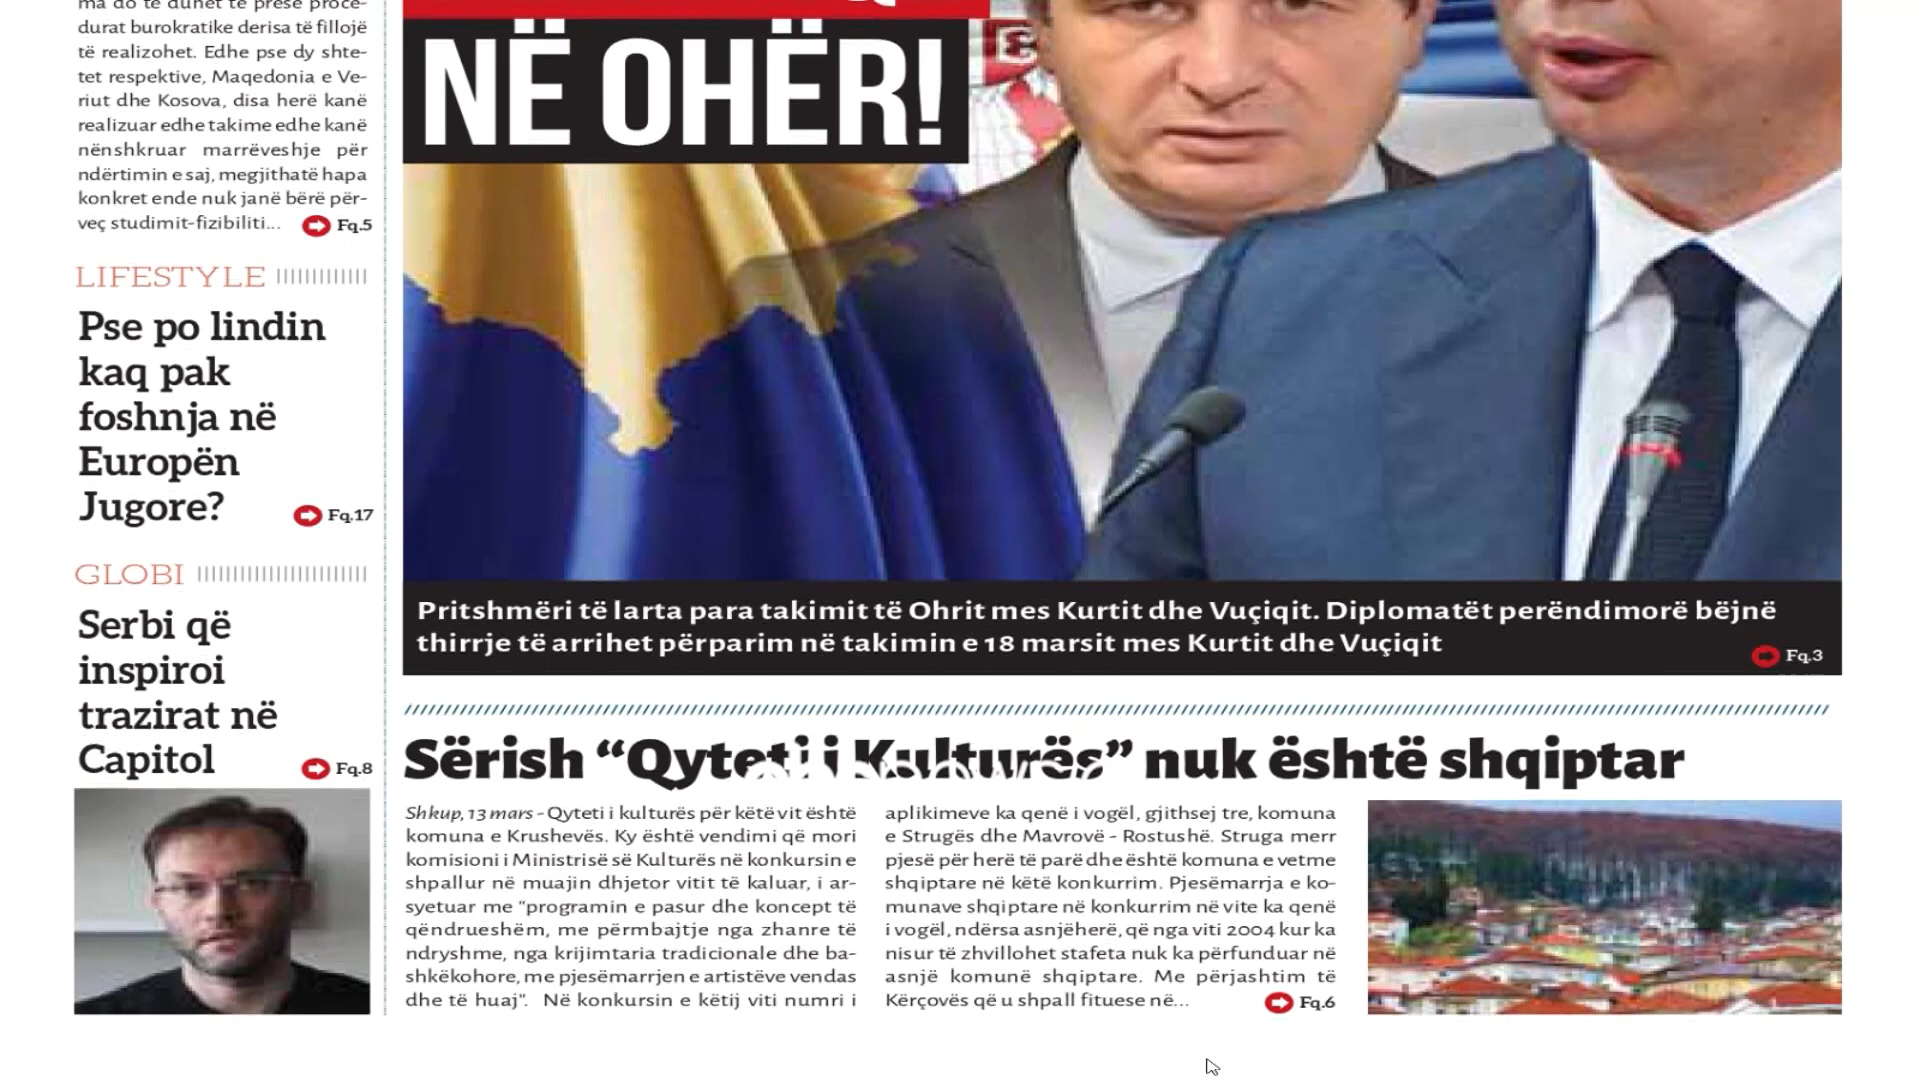 ma do të duhet të presë proce-
durat burokratike derisa të fillojë
të realizohet. Edhe pse dy shte-
tet respektive, Maqedonia e Ve-
riut dhe Kosova, disa herë kanë
realizuar edhe takime edhe kanë
nënshkruar marrëveshje për
ndërtimin e saj, megjithatë hapa
konkret ende nuk janë bërë për-
veç studimit-fizibiliti...
Fq.5
LIFESTYLE
Pse po lindin
kaq pak
foshnja në
Europën
Jugore?
Fq.17
GLOBI
Serbi që
inspiroi
trazirat në
Capitol
Fq.8
NË OHËR!
Pritshmëri të larta para takimit të Ohrit mes Kurtit dhe Vuçiqit. Diplomatët perëndimorë bëjnë
thirrje të arrihet përparim në takimin e 18 marsit mes Kurtit dhe Vuçiqit
Fq.3
Sërish “Qyteti i Kulturës” nuk është shqiptar
Shkup, 13 mars - Qyteti i kulturës për këtë vit është
komuna e Krushevës. Ky është vendimi që mori
komisioni i Ministrisë së Kulturës në konkursin e
shpallur në muajin dhjetor vitit të kaluar, i ar-
syetuar me “programin e pasur dhe koncept të
qëndrueshëm, me përmbajtje nga zhanre të
ndryshme, nga krijimtaria tradicionale dhe ba-
shkëkohore, me pjesëmarrjen e artistëve vendas
dhe të huaj”. Në konkursin e këtij viti numri i
aplikimeve ka qenë i vogël, gjithsej tre, komuna
e Strugës dhe Mavrovë - Rostushë. Struga merr
pjesë për herë të parë dhe është komuna e vetme
shqiptare në këtë konkurrim. Pjesëmarrja e ko-
munave shqiptare në konkurrim në vite ka qenë
i vogël, ndërsa asnjëherë, që nga viti 2004 kur ka
nisur të zhvillohet stafeta nuk ka përfunduar në
asnjë komunë shqiptare. Me përjashtim të
Kërçovës që u shpall fituese në...
Fq.6